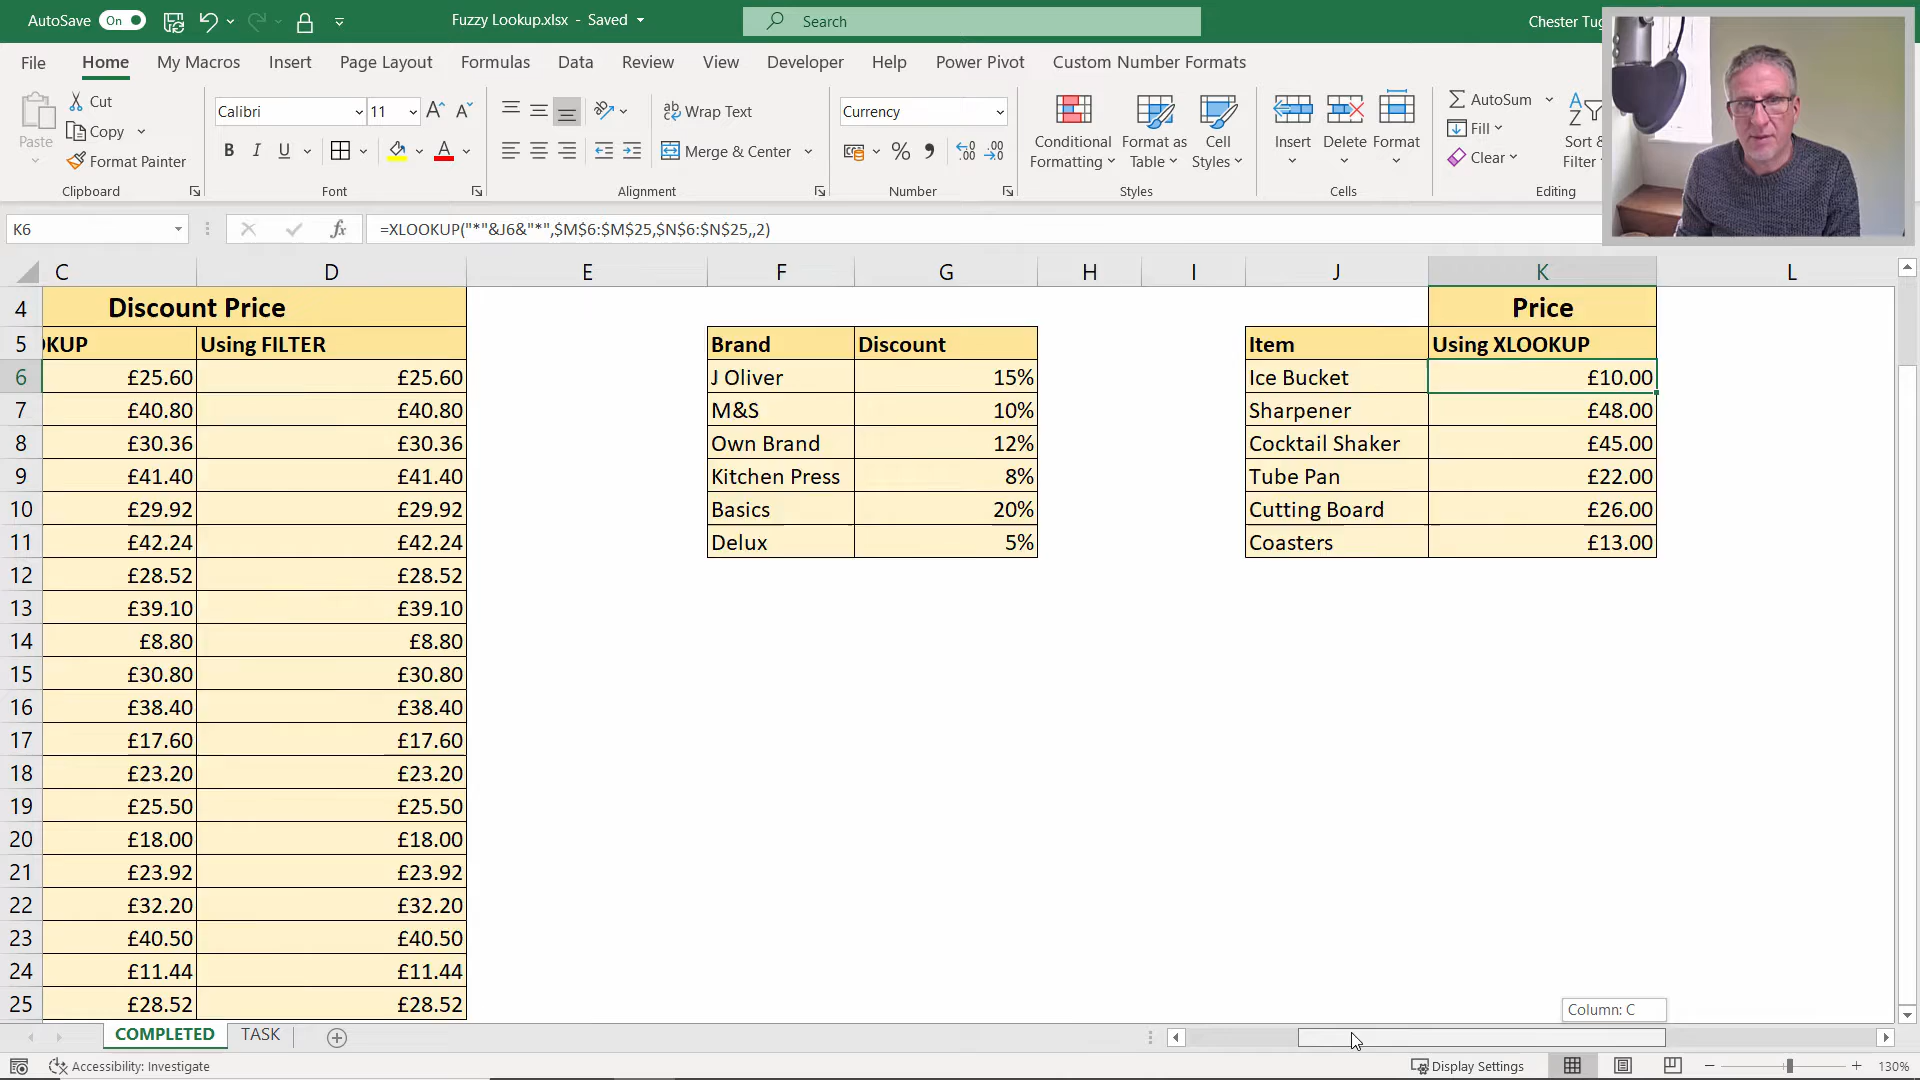 AutoSave On Fuzzy Lookup.xlsx - Saved Search Chester Tug
File Home My Macros Insert Page Layout Formulas Data Review View Developer Help Power Pivot Custom Number Formats
Paste
Cut
Copy
Format Painter
Clipboard
Calibri 11
B I U A
Font
Wrap Text
Merge & Center
Alignment
Currency
% 9
Number
Conditional Formatting
Format as Table
Cell Styles
Styles
Insert Delete Format
Cells
AutoSum
Fill
Clear
Sort &
Filter
Editing
K6 fx =XLOOKUP("*"&J6&"*",$M$6:$M$25,$N$6:$N$25,,2)
C D E F G H I J K L
4 Discount Price Price
5 OKUP Using FILTER Brand Discount Item Using XLOOKUP
6 £25.60 £25.60 J Oliver 15% Ice Bucket £10.00
7 £40.80 £40.80 M&S 10% Sharpener £48.00
8 £30.36 £30.36 Own Brand 12% Cocktail Shaker £45.00
9 £41.40 £41.40 Kitchen Press 8% Tube Pan £22.00
10 £29.92 £29.92 Basics 20% Cutting Board £26.00
11 £42.24 £42.24 Delux 5% Coasters £13.00
12 £28.52 £28.52
13 £39.10 £39.10
14 £8.80 £8.80
15 £30.80 £30.80
16 £38.40 £38.40
17 £17.60 £17.60
18 £23.20 £23.20
19 £25.50 £25.50
20 £18.00 £18.00
21 £23.92 £23.92
22 £32.20 £32.20
23 £40.50 £40.50
24 £11.44 £11.44
25 £28.52 £28.52
Column: C
COMPLETED TASK
Accessibility: Investigate Display Settings 130%